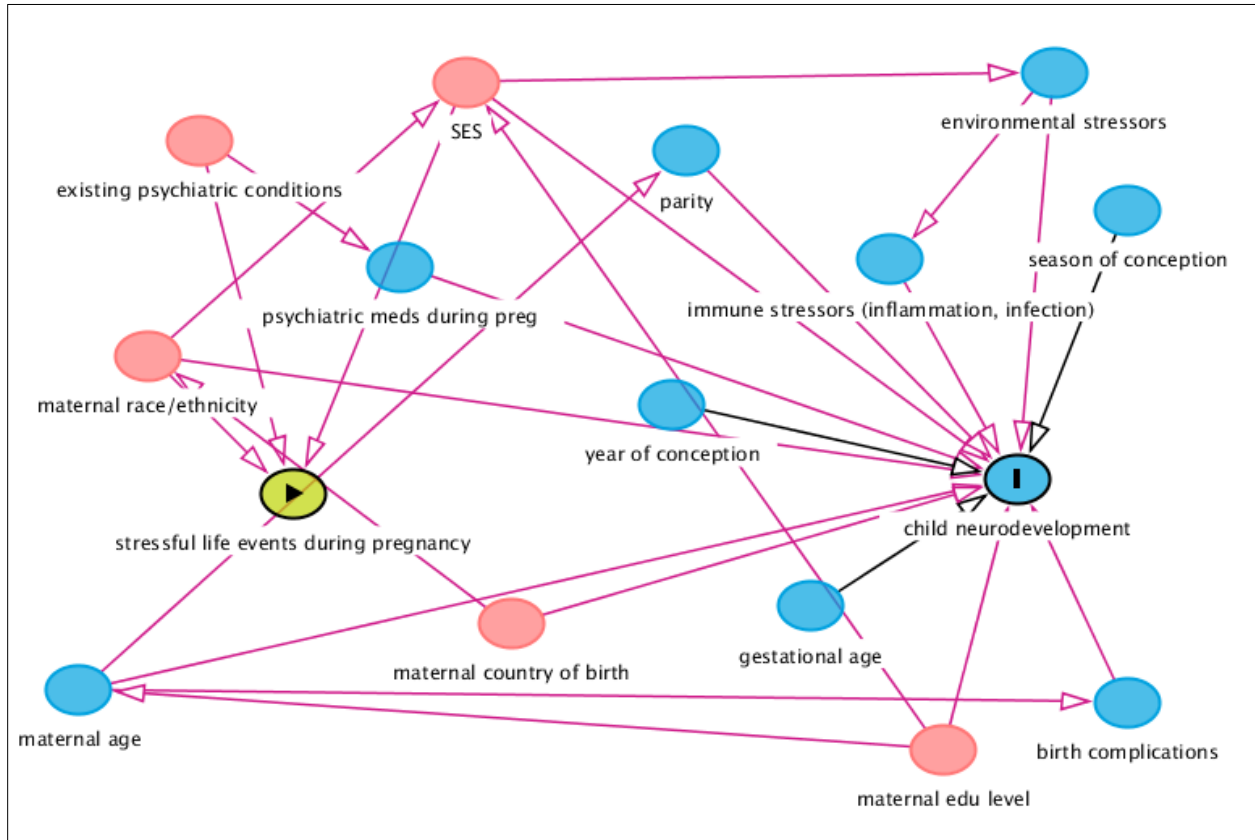 SES
environmental stressors
existing psychiatric conditions
parity
season of conception
psychiatric meds during preg
immune stressors (inflammation, infection)
maternal race/ethnicity
year of conception
child neurodevelopment
stressful life events during pregnancy
maternal country of birth
gestational age
maternal age
birth complications
maternal edu level